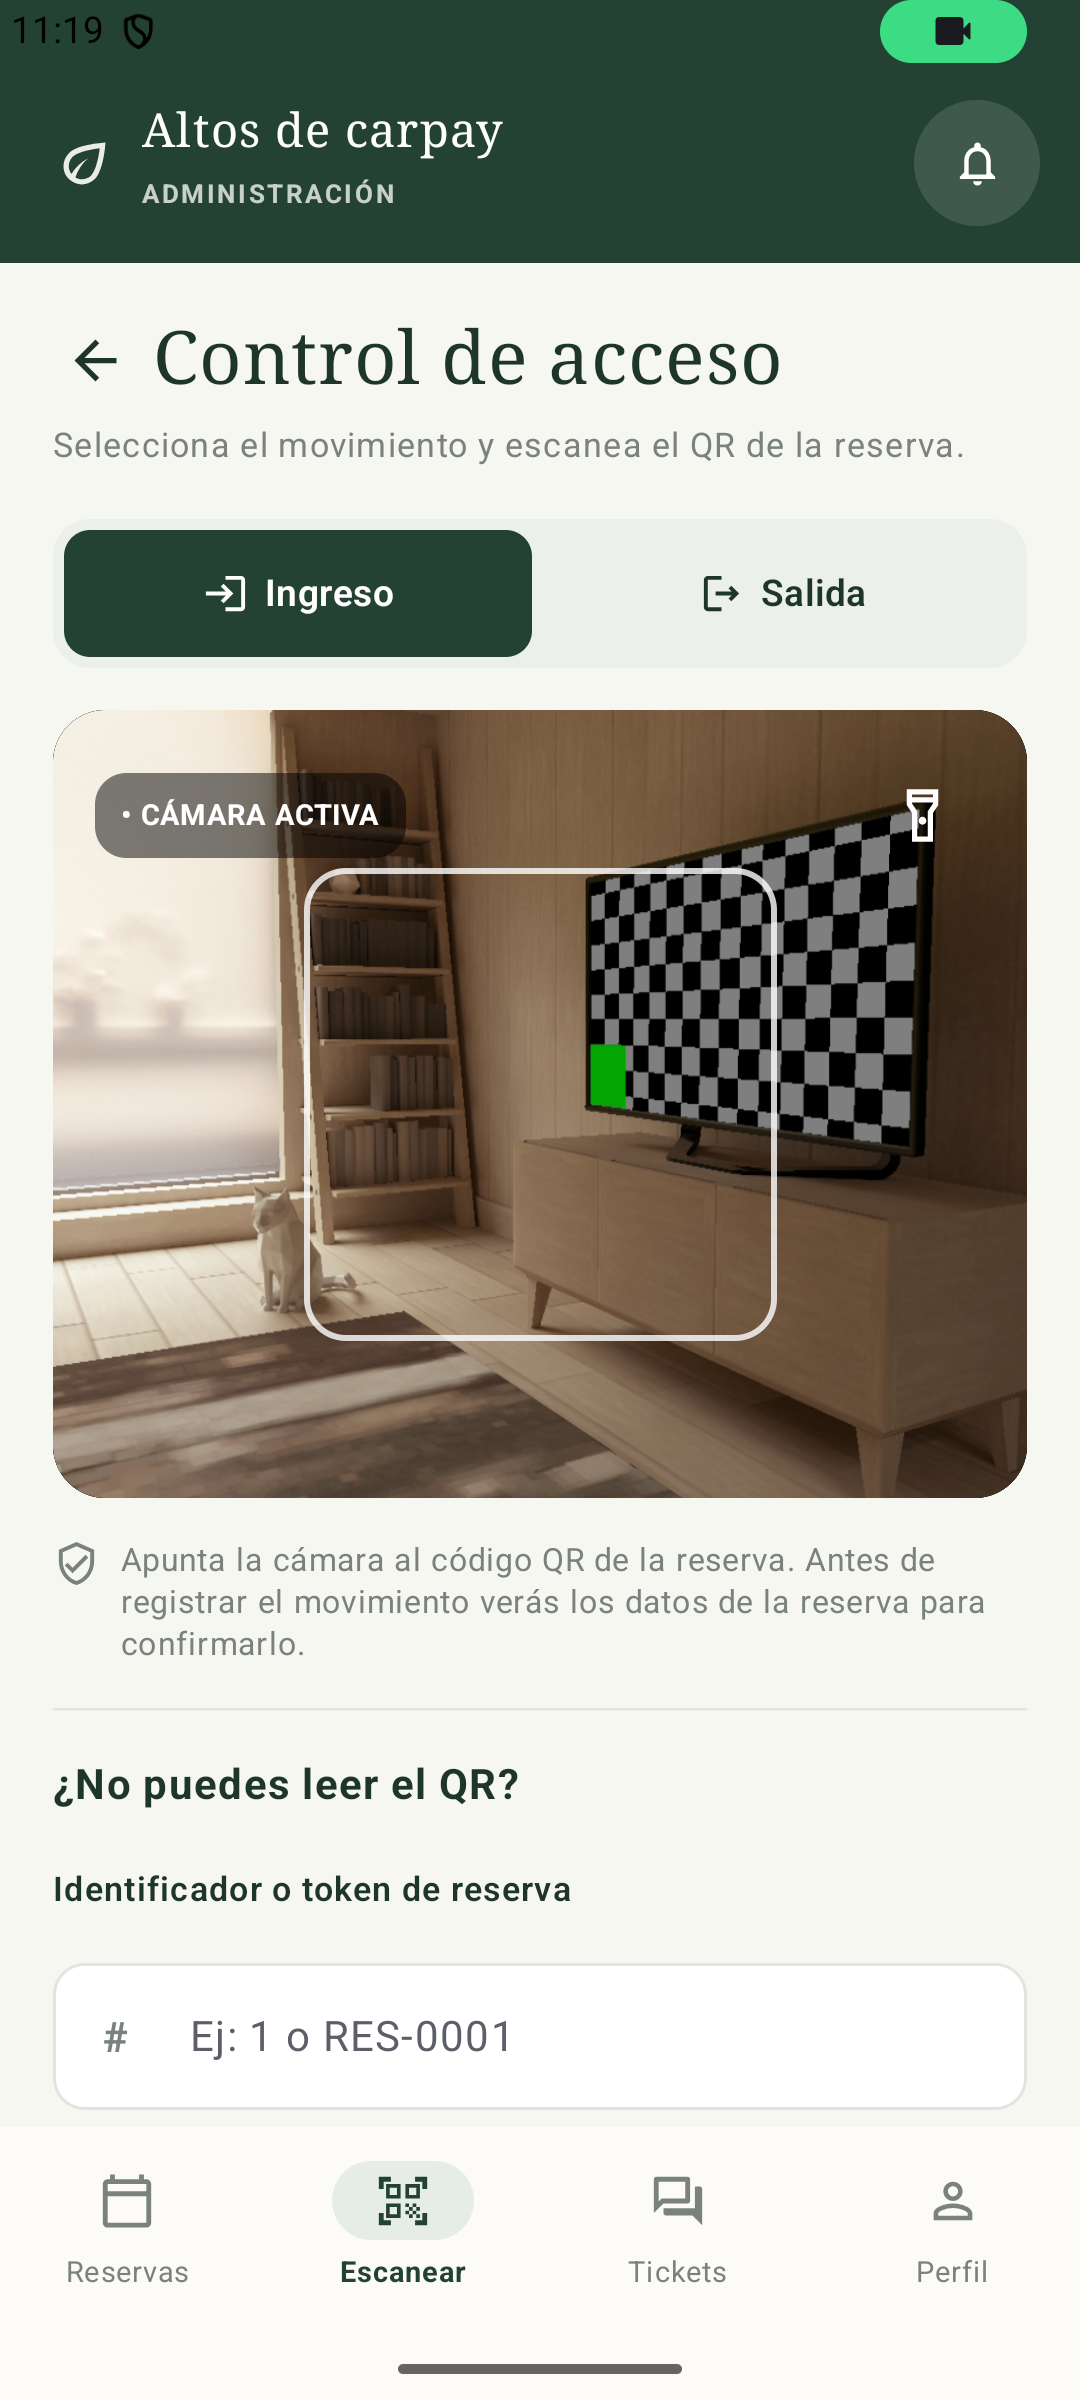 11:19
Altos de carpay
ADMINISTRACIÓN
Control de acceso
Selecciona el movimiento y escanea el QR de la reserva.
Ingreso
Salida
• CÁMARA ACTIVA
Apunta la cámara al código QR de la reserva. Antes de
registrar el movimiento verás los datos de la reserva para
confirmarlo.
¿No puedes leer el QR?
Identificador o token de reserva
# Ej: 1 o RES-0001
Reservas
Escanear
Tickets
Perfil